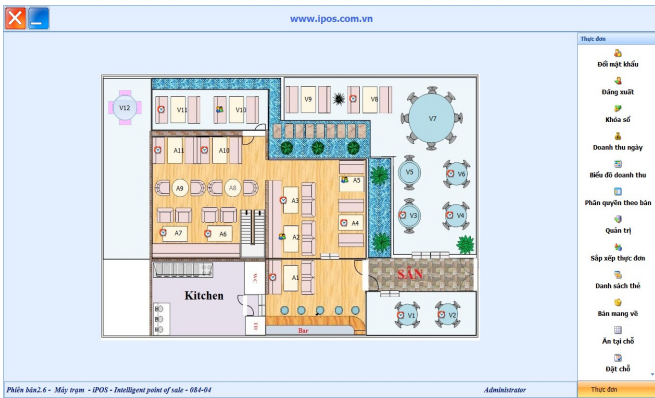 www.ipos.com.vn
Thực đơn
Đổi mật khẩu
Đăng xuất
Khóa sổ
Doanh thu ngày
Biểu đồ doanh thu
Phân quyền theo bàn
Quản trị
Sắp xếp thực đơn
Danh sách thẻ
Bán mang về
Ăn tại chỗ
Đặt chỗ
Thực đơn
V12
V11
V10
V9
V8
V7
A11
A10
A9
A8
A7
A6
A5
A4
A3
A2
A1
V5
V6
V3
V4
SÂN
V1
V2
Kitchen
WC
Bar
Phiên bản2.6 - Máy trạm - iPOS - Intelligent point of sale - 084-04
Administrator